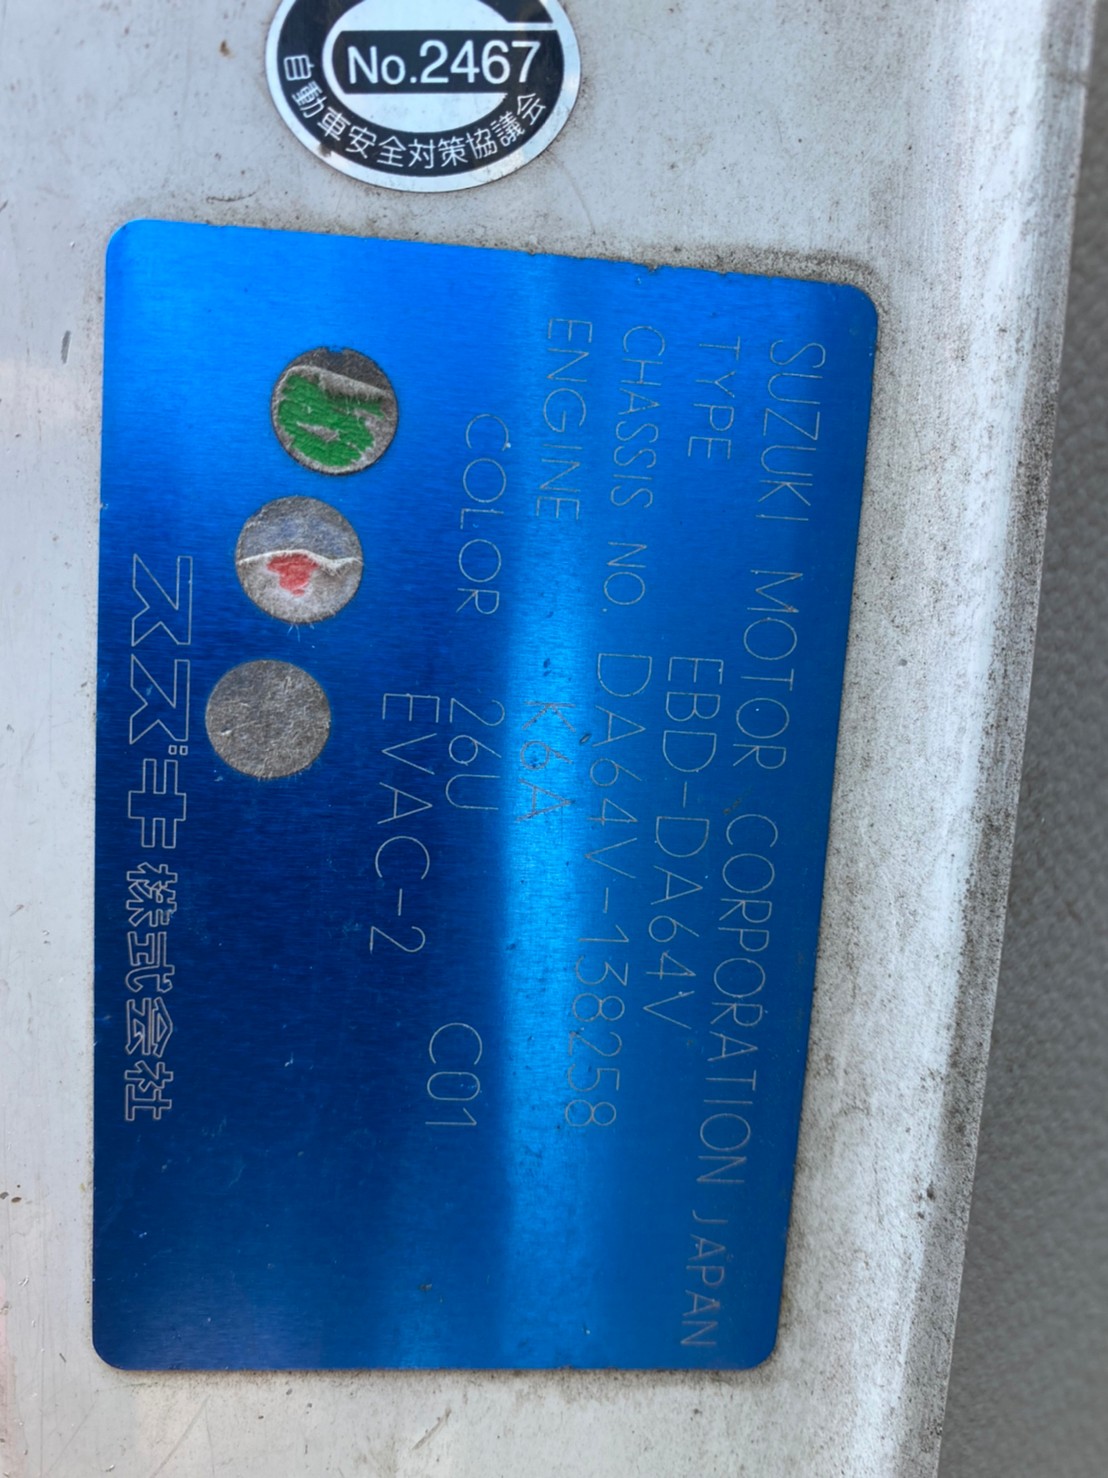 No.2467
自動車安全対策協議会
SUZUKI MOTOR CORPORATION JAPAN
TYPE EBD-DA64V
CHASSIS NO. DA64V-138258
ENGINE K6A
COLOR 26U C01
EVAC-2
スズキ株式会社